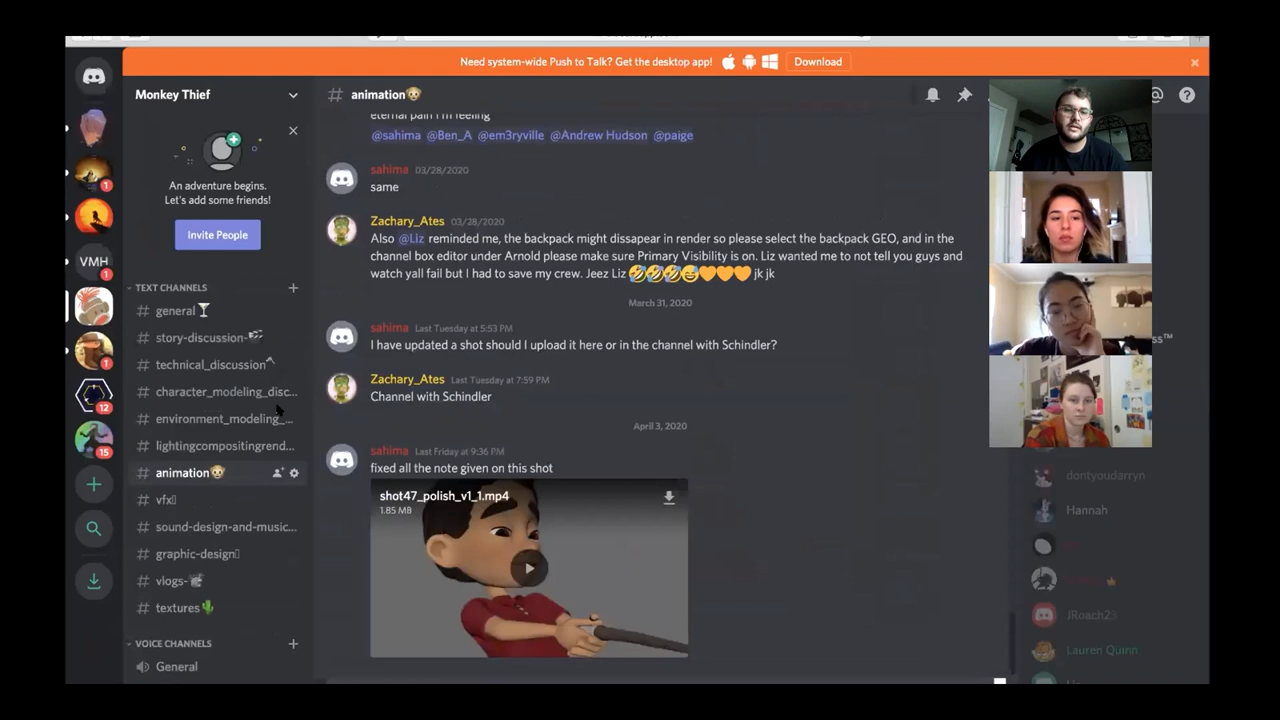 Need system-wide Push to Talk? Get the desktop app!
Download
Monkey Thief
# animation
An adventure begins.
Let's add some friends!
Invite People
1
1
VMH
1
1
12
15
TEXT CHANNELS
# general
# story-discussion-
# technical_discussion
# character_modeling_disc...
# environment_modeling_...
# lightingcompositingrend...
# animation
# vfx
# sound-design-and-music...
# graphic-design
# vlogs-
# textures
VOICE CHANNELS
General
eternal pain I'm feeling
@sahima @Ben_A @em3ryville @Andrew Hudson @paige
sahima 03/28/2020
same
Zachary_Ates 03/28/2020
Also @Liz reminded me, the backpack might dissapear in render so please select the backpack GEO, and in the
channel box editor under Arnold please make sure Primary Visibility is on. Liz wanted me to not tell you guys and
watch yall fail but I had to save my crew. Jeez Liz 🤣🤣🤣😅🧡🧡🧡 jk jk
March 31, 2020
sahima Last Tuesday at 5:53 PM
I have updated a shot should I upload it here or in the channel with Schindler?
Zachary_Ates Last Tuesday at 7:59 PM
Channel with Schindler
April 3, 2020
sahima Last Friday at 9:36 PM
fixed all the note given on this shot
shot47_polish_v1_1.mp4
1.85 MB
dontyoudarryn
Hannah
JRoach23
Lauren Quinn